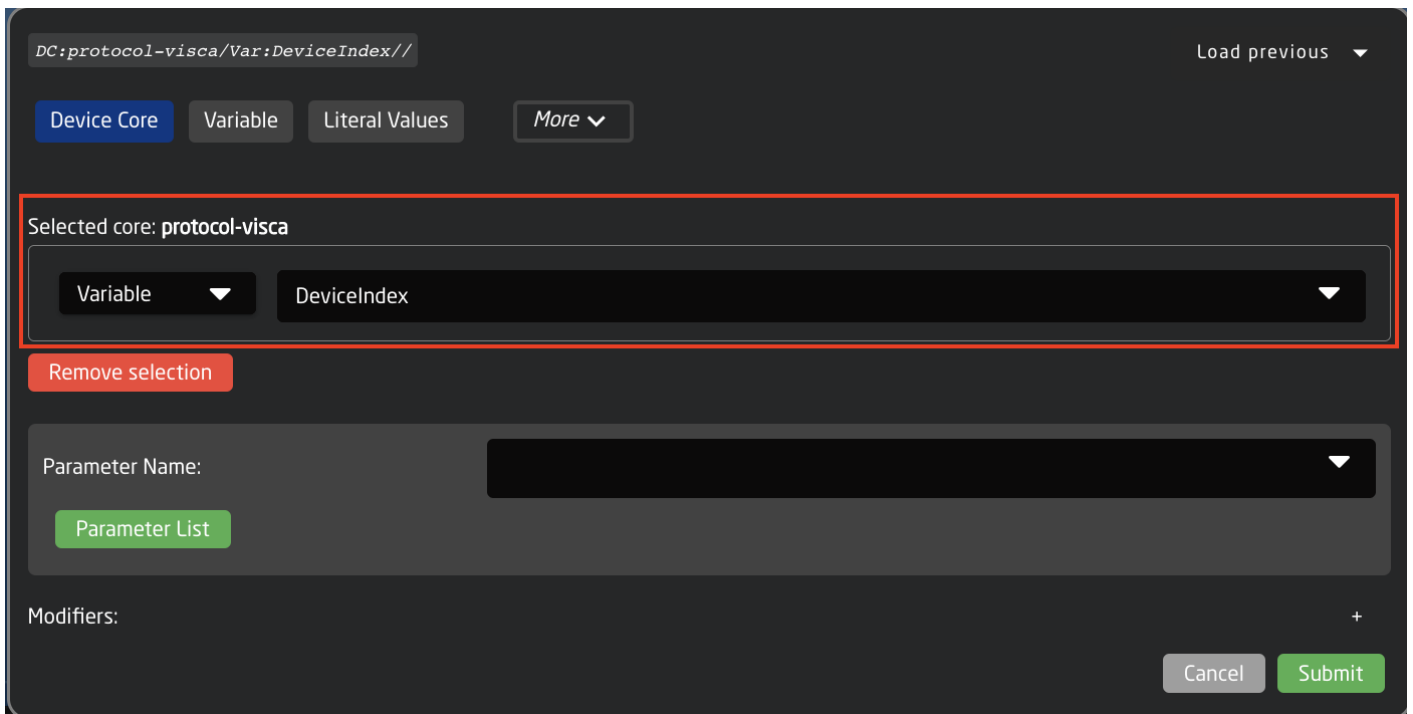 DC:protocol-visca/Var:DeviceIndex//
Load previous
Device Core Variable Literal Values More
Selected core: protocol-visca
Variable DeviceIndex
Remove selection
Parameter Name:
Parameter List
Modifiers: +
Cancel Submit